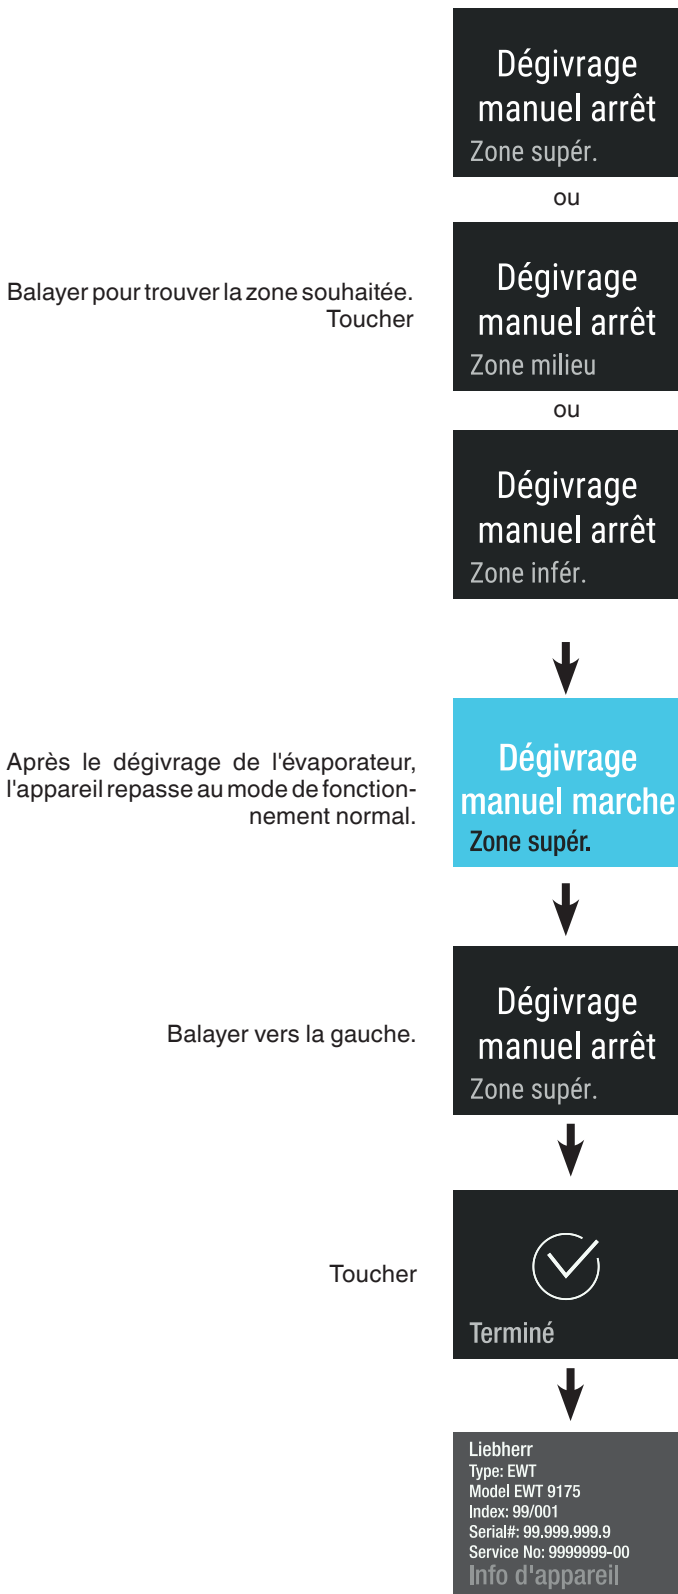 Dégivrage
manuel arrêt
Zone supér.
ou
Balayer pour trouver la zone souhaitée.
Toucher
Dégivrage
manuel arrêt
Zone milieu
ou
Dégivrage
manuel arrêt
Zone infér.
Après le dégivrage de l'évaporateur,
l'appareil repasse au mode de fonction-
nement normal.
Dégivrage
manuel marche
Zone supér.
Balayer vers la gauche.
Dégivrage
manuel arrêt
Zone supér.
Toucher
Terminé
Liebherr
Type: EWT
Model EWT 9175
Index: 99/001
Serial#: 99.999.999.9
Service No: 9999999-00
Info d'appareil